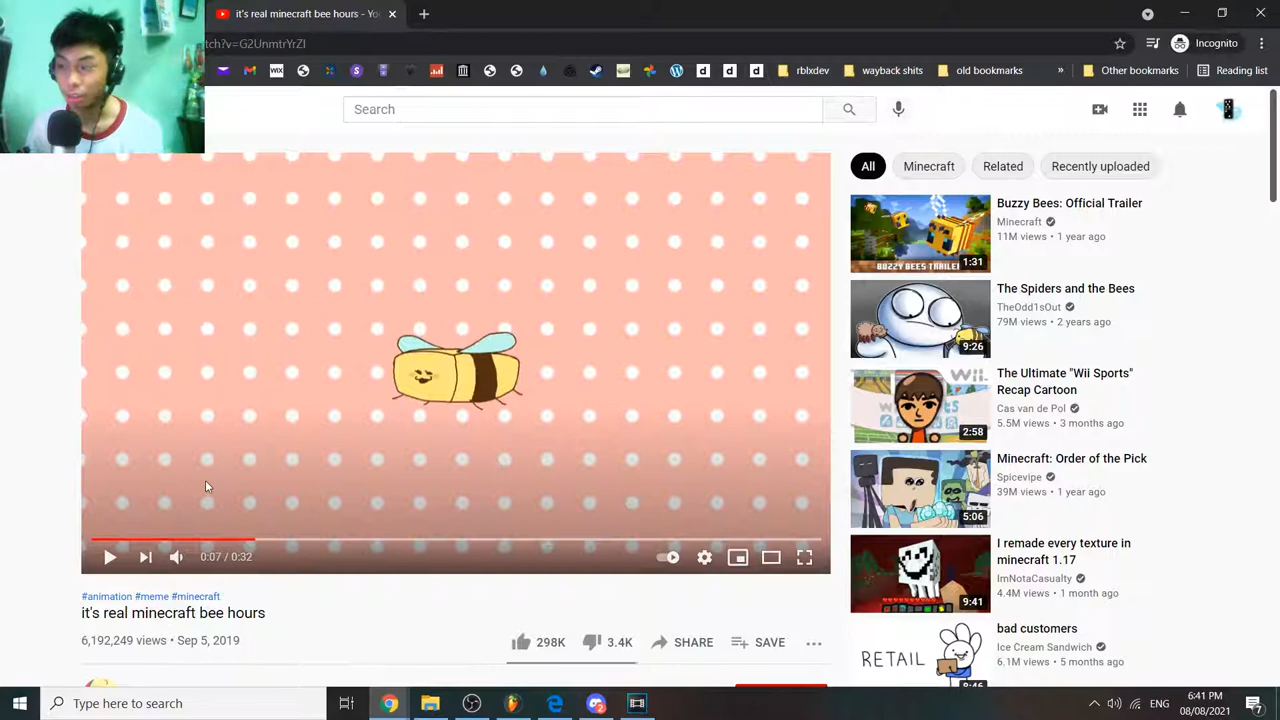 it's real minecraft bee hours - Yo
tch?v=G2UnmtrYrZI
Incognito
rblxdev
wayback shits
old bookmarks
Other bookmarks
Reading list
Search
All
Minecraft
Related
Recently uploaded
Buzzy Bees: Official Trailer
Minecraft
11M views • 1 year ago
BUZZY BEES TRAILER
1:31
The Spiders and the Bees
TheOdd1sOut
79M views • 2 years ago
9:26
The Ultimate "Wii Sports"
Recap Cartoon
Cas van de Pol
5.5M views • 3 months ago
Wii.
2:58
Minecraft: Order of the Pick
Spicevipe
39M views • 1 year ago
5:06
I remade every texture in
minecraft 1.17
ImNotaCasualty
4.4M views • 1 month ago
9:41
bad customers
Ice Cream Sandwich
6.1M views • 5 months ago
RETAIL
0:07 / 0:32
#animation #meme #minecraft
it's real minecraft bee hours
6,192,249 views • Sep 5, 2019
298K
3.4K
SHARE
SAVE
Type here to search
ENG
6:41 PM
08/08/2021
7